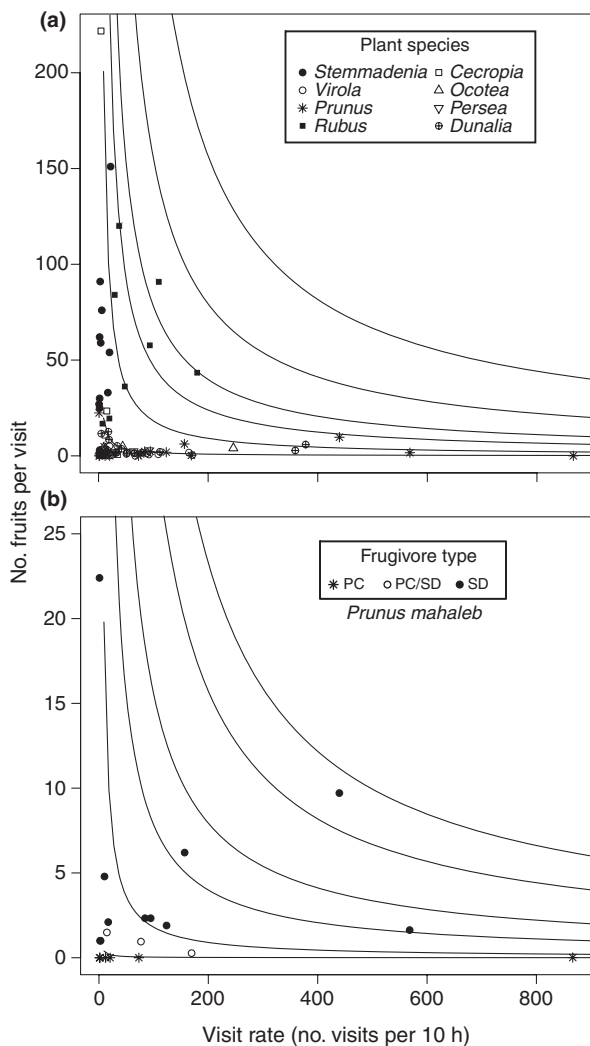 (a)
Plant species
Stemmadenia
Cecropia
Virola
Ocotea
Prunus
Persea
Rubus
Dunalia
200
150
100
50
0
No. fruits per visit
(b)
Frugivore type
PC PC/SD SD
Prunus mahaleb
25
20
15
10
5
0
0 200 400 600 800
Visit rate (no. visits per 10 h)